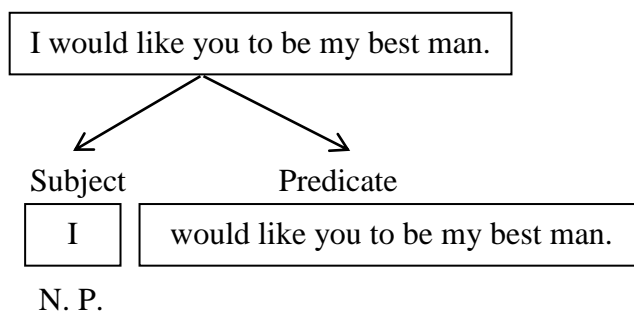 I would like you to be my best man.
Subject Predicate
I would like you to be my best man.
N. P.